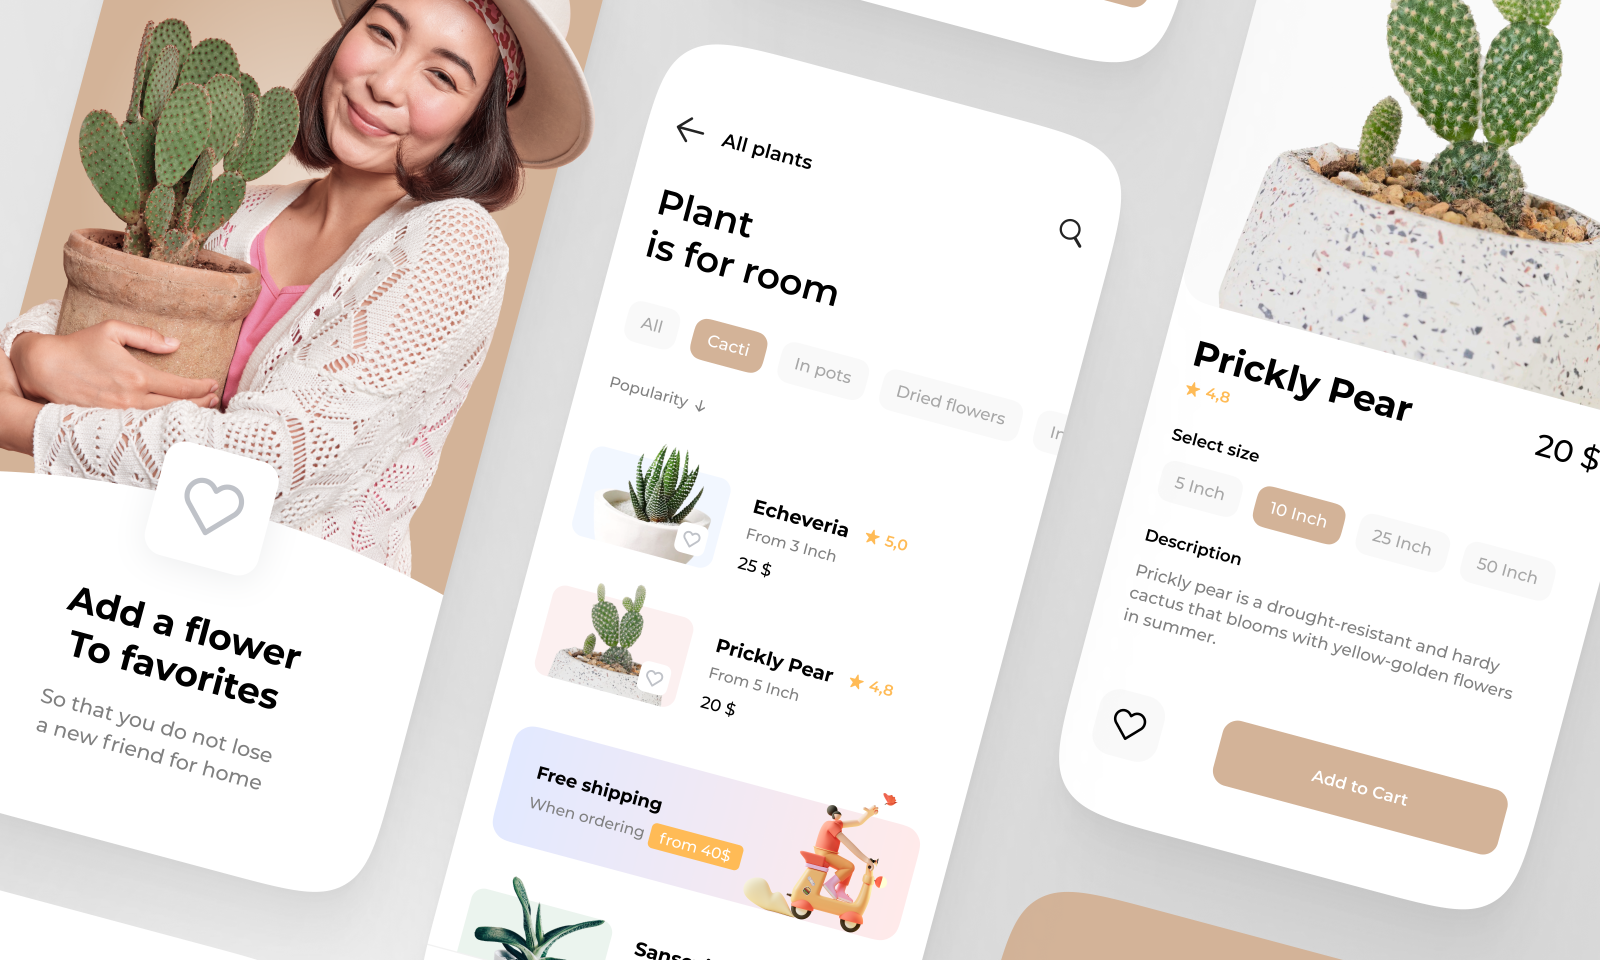 Add a flower
To favorites
So that you do not lose
a new friend for home
All plants
Plant
is for room
All
Cacti
In pots
Dried flowers
Popularity ↓
Echeveria
5,0
From 3 Inch
25 $
Prickly Pear
4,8
From 5 Inch
20 $
Free shipping
When ordering from 40$
Prickly Pear
4,8
20 $
Select size
5 Inch
10 Inch
25 Inch
50 Inch
Description
Prickly pear is a drought-resistant and hardy
cactus that blooms with yellow-golden flowers
in summer.
Add to Cart